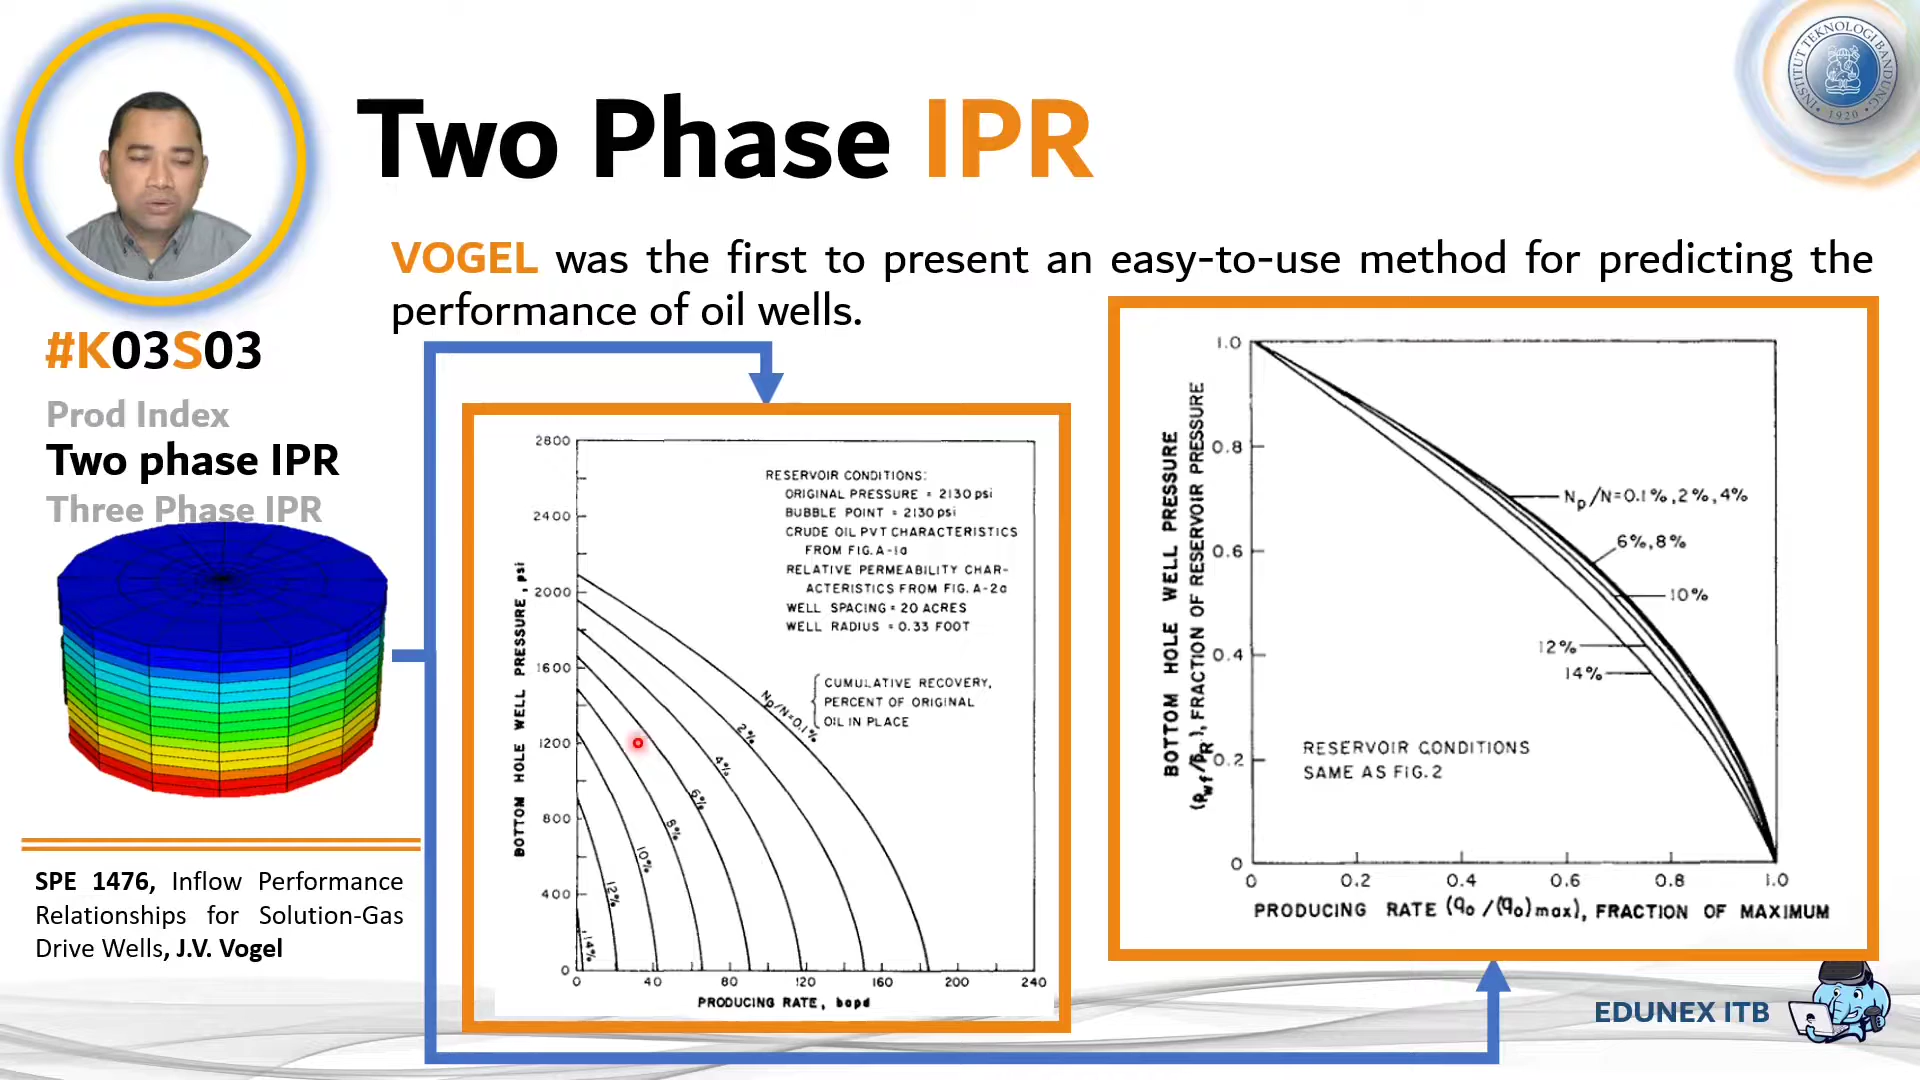 INSTITUT TEKNOLOGI BANDUNG
1920
Two Phase IPR
VOGEL was the first to present an easy-to-use method for predicting the
performance of oil wells.
#K03S03
Prod Index
Two phase IPR
Three Phase IPR
SPE 1476, Inflow Performance
Relationships for Solution-Gas
Drive Wells, J.V. Vogel
2800
2400
2000
1600
1200
800
400
0
BOTTOM HOLE WELL PRESSURE, psi
RESERVOIR CONDITIONS:
ORIGINAL PRESSURE = 2130 psi
BUBBLE POINT = 2130 psi
CRUDE OIL PVT CHARACTERISTICS
FROM FIG. A-1a
RELATIVE PERMEABILITY CHAR-
ACTERISTICS FROM FIG. A-2a
WELL SPACING = 20 ACRES
WELL RADIUS = 0.33 FOOT
CUMULATIVE RECOVERY,
PERCENT OF ORIGINAL
OIL IN PLACE
Np/N=0.1%
2%
4%
6%
8%
10%
12%
14%
0 40 80 120 160 200 240
PRODUCING RATE, bopd
BOTTOM HOLE WELL PRESSURE
(Pwf/P̄R), FRACTION OF RESERVOIR PRESSURE
1.0
0.8
0.6
0.4
0.2
0
Np/N=0.1%,2%,4%
6%,8%
10%
12%
14%
RESERVOIR CONDITIONS
SAME AS FIG.2
0 0.2 0.4 0.6 0.8 1.0
PRODUCING RATE (qo/(qo)max), FRACTION OF MAXIMUM
EDUNEX ITB